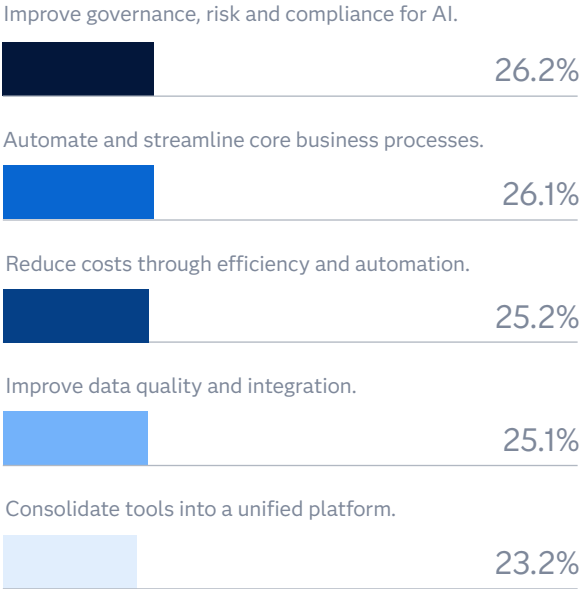 Improve governance, risk and compliance for AI.
26.2%
Automate and streamline core business processes.
26.1%
Reduce costs through efficiency and automation.
25.2%
Improve data quality and integration.
25.1%
Consolidate tools into a unified platform.
23.2%